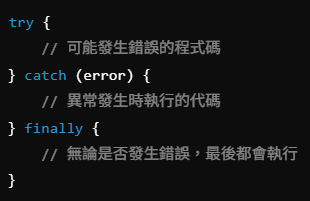 try {
    // 可能發生錯誤的程式碼
} catch (error) {
    // 異常發生時執行的代碼
} finally {
    // 無論是否發生錯誤，最後都會執行
}